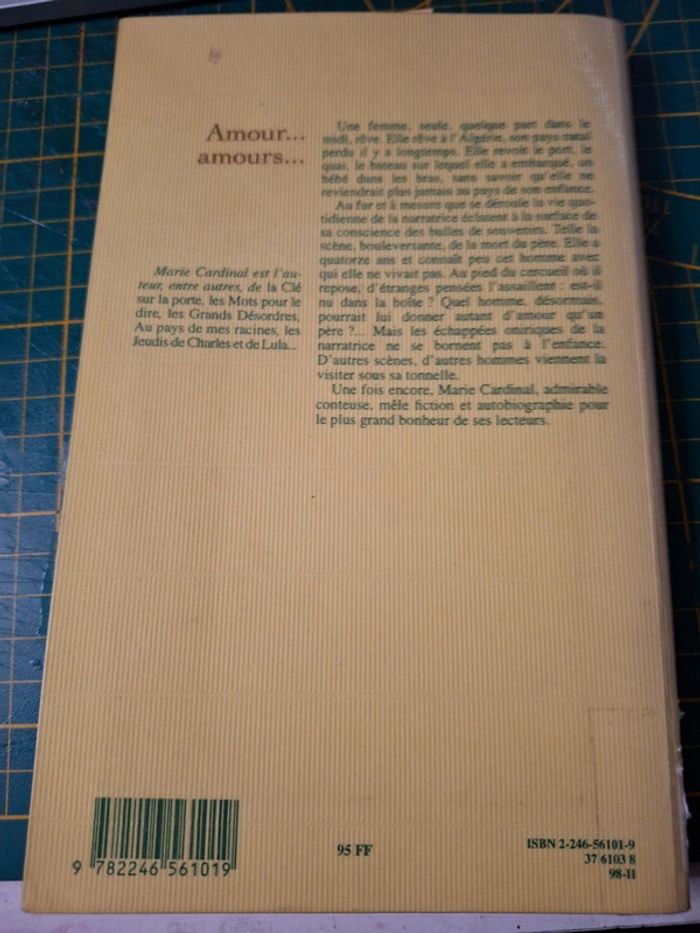 Amour...
amours...
Marie Cardinal est l'au-
teur, entre autres, de la Clé
sur la porte, les Mots pour le
dire, les Grands Désordres,
Au pays de mes racines, les
Jeudis de Charles et de Lula...
Une femme, seule, quelque part dans le
midi, rêve. Elle rêve à l'Algérie, son pays natal
perdu il y a longtemps. Elle revoit le port, le
quai, le bateau sur lequel elle a embarqué, un
bébé dans les bras, sans savoir qu'elle ne
reviendrait plus jamais au pays de son enfance.
Au fur et à mesure que se déroule la vie quo-
tidienne de la narratrice éclatent à la surface de
sa conscience des bulles de souvenirs. Telle la
scène, bouleversante, de la mort du père. Elle a
quatorze ans et connaît peu cet homme avec
qui elle ne vivait pas. Au pied du cercueil où il
repose, d'étranges pensées l'assaillent : est-il
nu dans la boîte ? Quel homme, désormais,
pourrait lui donner autant d'amour qu'un
père ?... Mais les échappées oniriques de la
narratrice ne se bornent pas à l'enfance.
D'autres scènes, d'autres hommes viennent la
visiter sous sa tonnelle.
Une fois encore, Marie Cardinal, admirable
conteuse, mêle fiction et autobiographie pour
le plus grand bonheur de ses lecteurs.
9 782246 561019
95 FF
ISBN 2-246-56101-9
37 6103 8
98-II